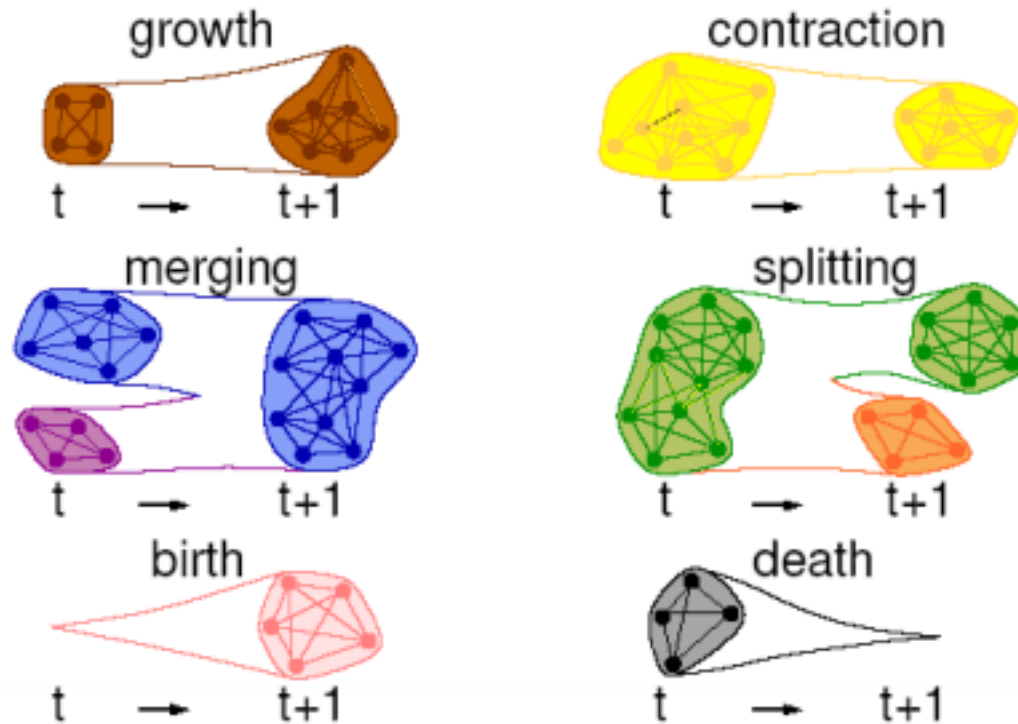 growth contraction
t → t+1 t → t+1
merging splitting
t → t+1 t → t+1
birth death
t → t+1 t → t+1